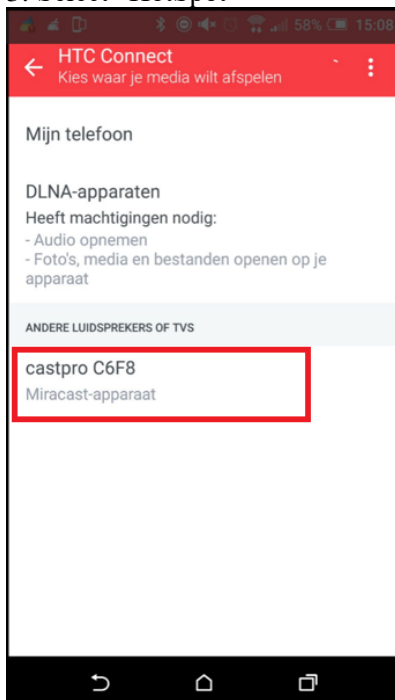 58% 15:08
HTC Connect
Kies waar je media wilt afspelen
Mijn telefoon
DLNA-apparaten
Heeft machtigingen nodig:
- Audio opnemen
- Foto's, media en bestanden openen op je
apparaat
ANDERE LUIDSPREKERS OF TVS
castpro C6F8
Miracast-apparaat